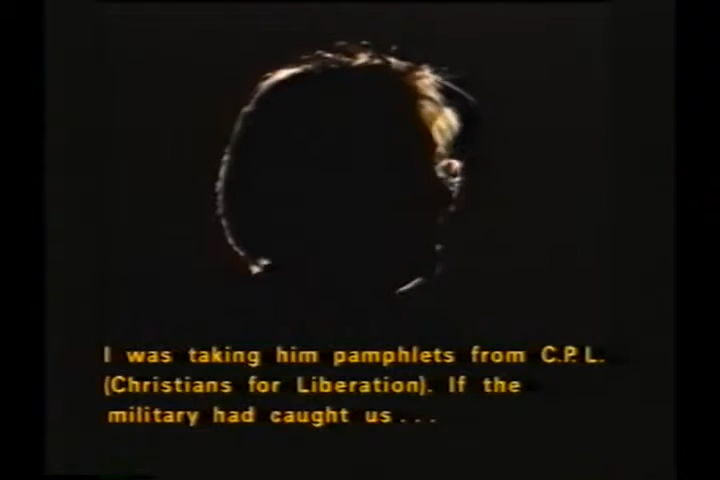 I was taking him pamphlets from C.P.L.
(Christians for Liberation). If the
military had caught us...